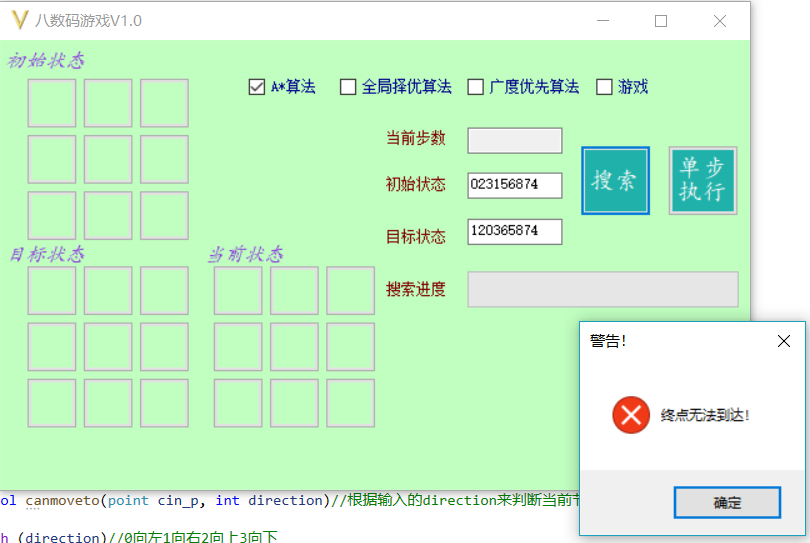 八数码游戏V1.0
初始状态
A*算法 全局择优算法 广度优先算法 游戏
当前步数
初始状态 023156874
搜索
单步
执行
目标状态 120365874
目标状态 当前状态
搜索进度
警告！
终点无法到达！
确定
ol canmoveto(point cin_p, int direction)//根据输入的direction来判断当前
h (direction)//0向左1向右2向上3向下